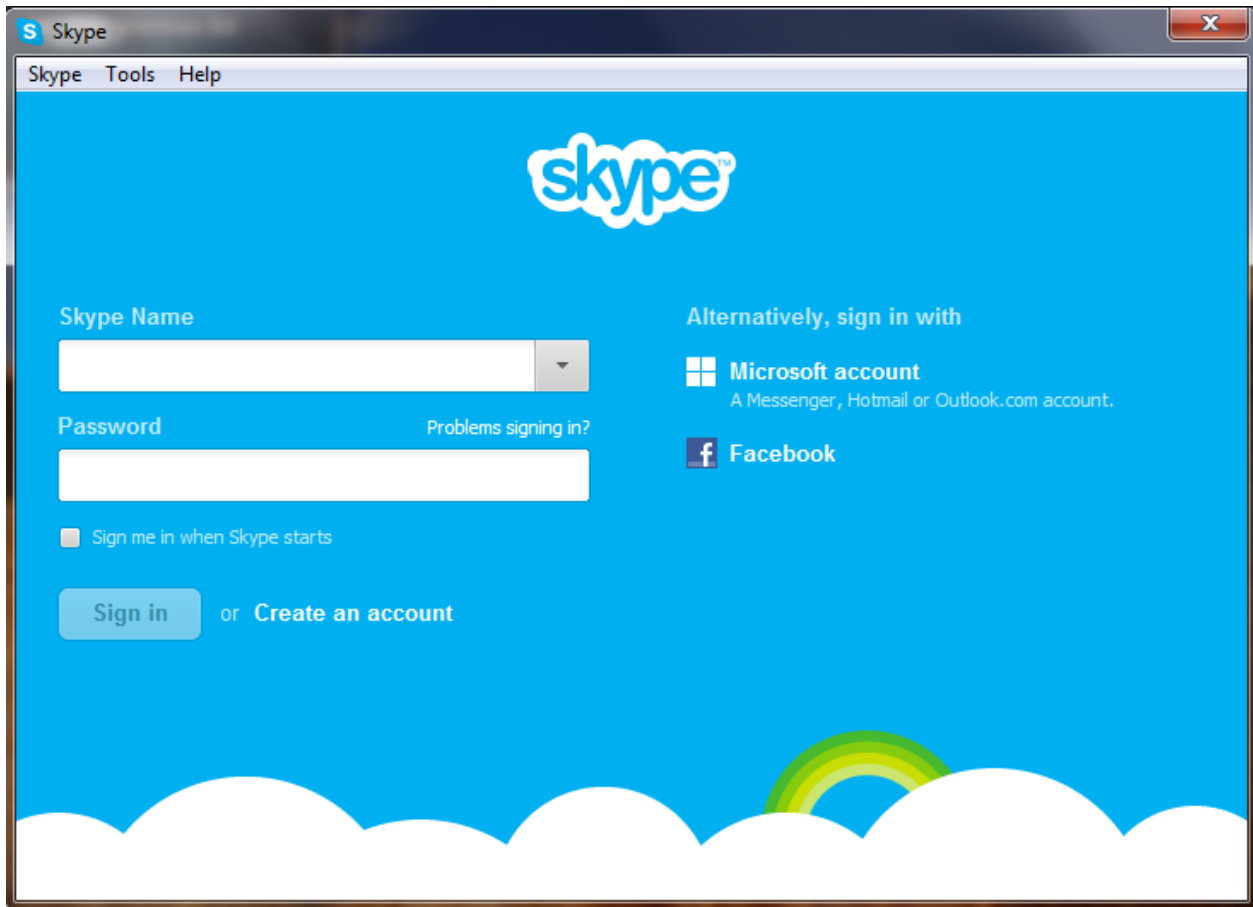 Skype
Skype Tools Help
skype™
Skype Name
Password
Problems signing in?
Sign me in when Skype starts
Sign in or Create an account
Alternatively, sign in with
Microsoft account
A Messenger, Hotmail or Outlook.com account.
Facebook